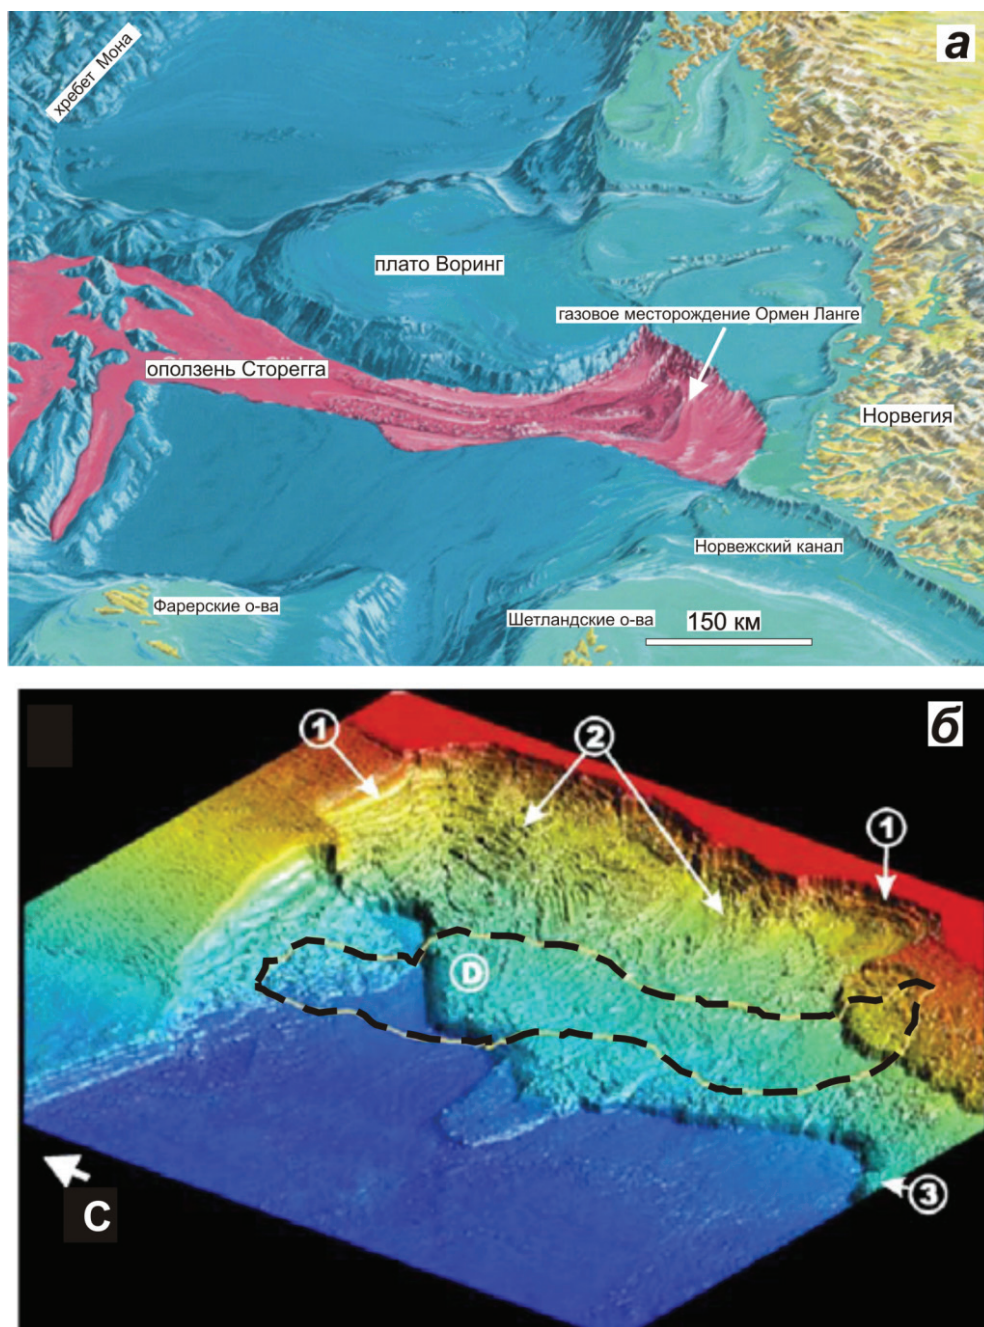 а
хребет Мона
плато Воринг
газовое месторождение Ормен Ланге
оползень Сторегга
Норвегия
Норвежский канал
Фарерские о-ва
Шетландские о-ва
150 км
б
1
2
1
D
3
С